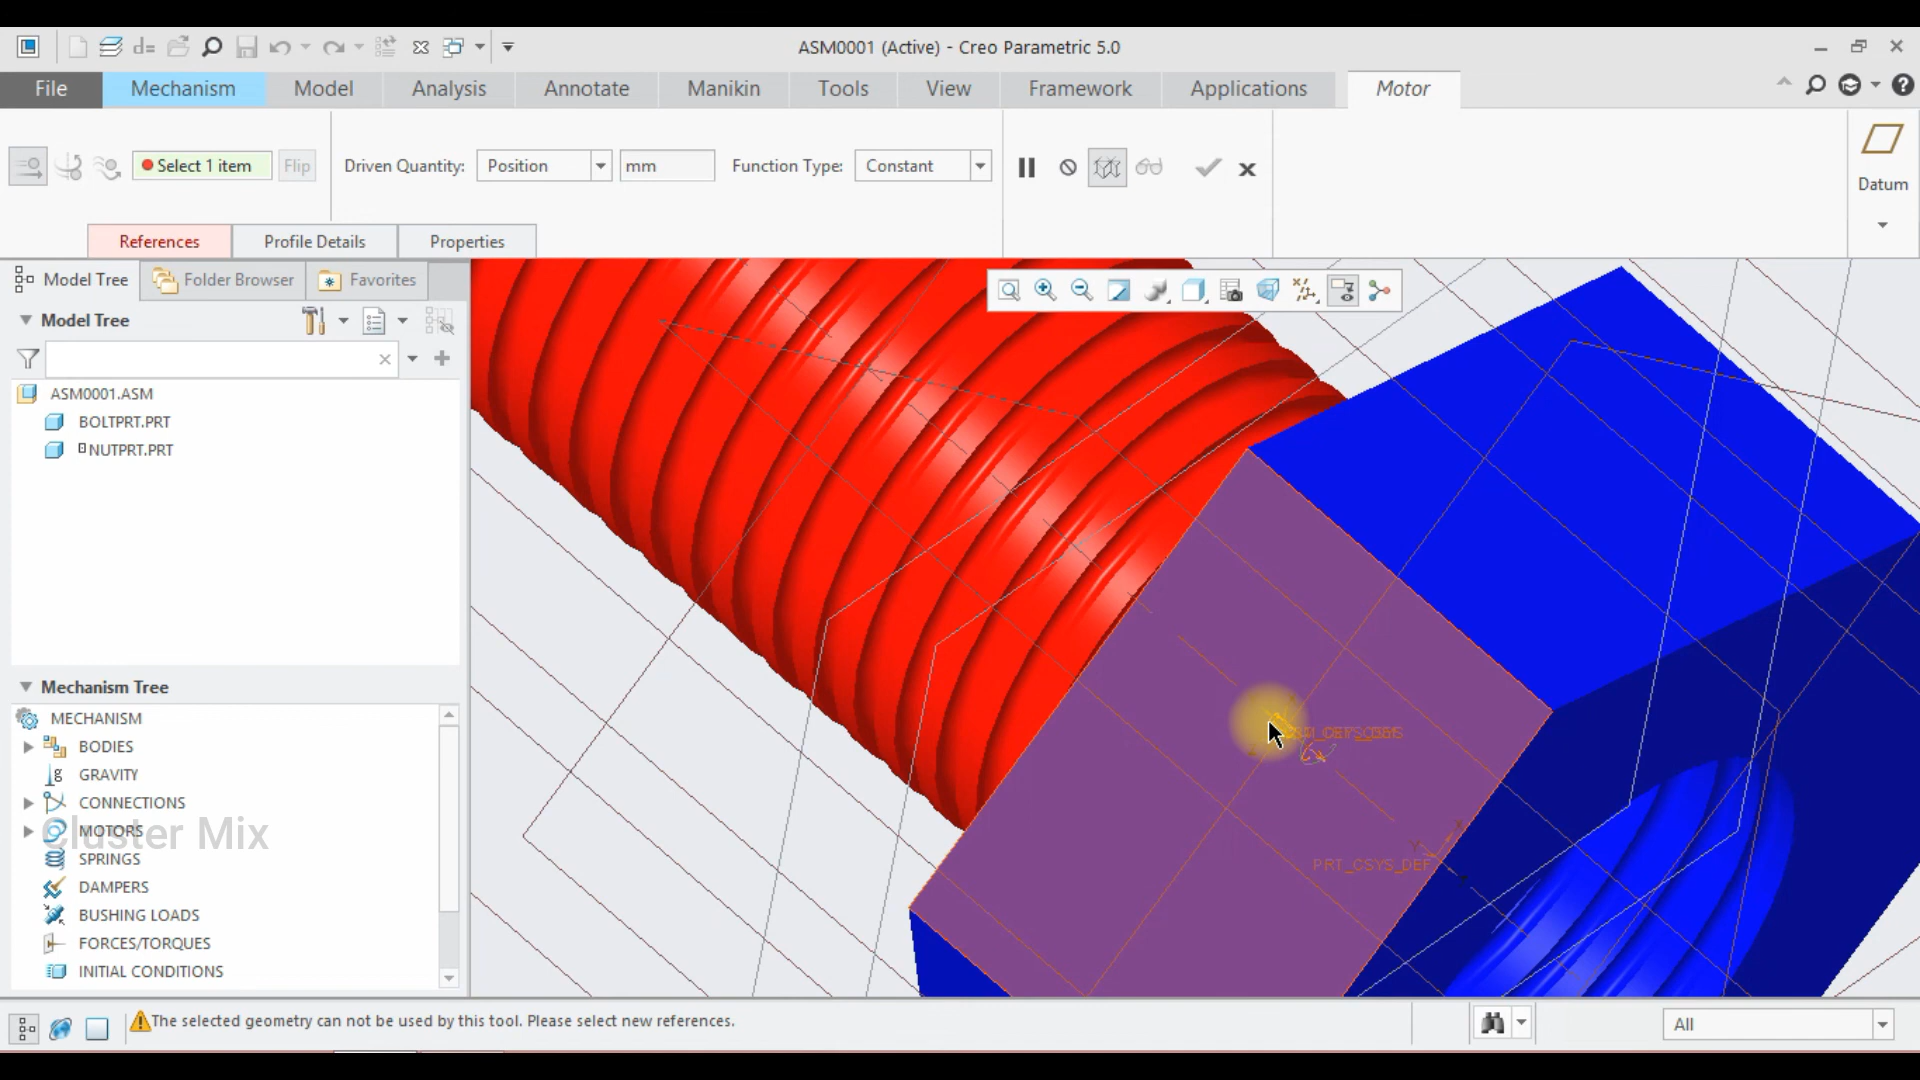 ASM0001 (Active) - Creo Parametric 5.0
File Mechanism Model Analysis Annotate Manikin Tools View Framework Applications Motor
Select 1 item Flip Driven Quantity: Position mm Function Type: Constant
Datum
References Profile Details Properties
Model Tree Folder Browser Favorites
Model Tree
ASM0001.ASM
BOLTPRT.PRT
NUTPRT.PRT
Mechanism Tree
MECHANISM
BODIES
GRAVITY
CONNECTIONS
MOTORS
Cluster Mix
SPRINGS
DAMPERS
BUSHING LOADS
FORCES/TORQUES
INITIAL CONDITIONS
PRT_CSYS_DEF
The selected geometry can not be used by this tool. Please select new references.
All